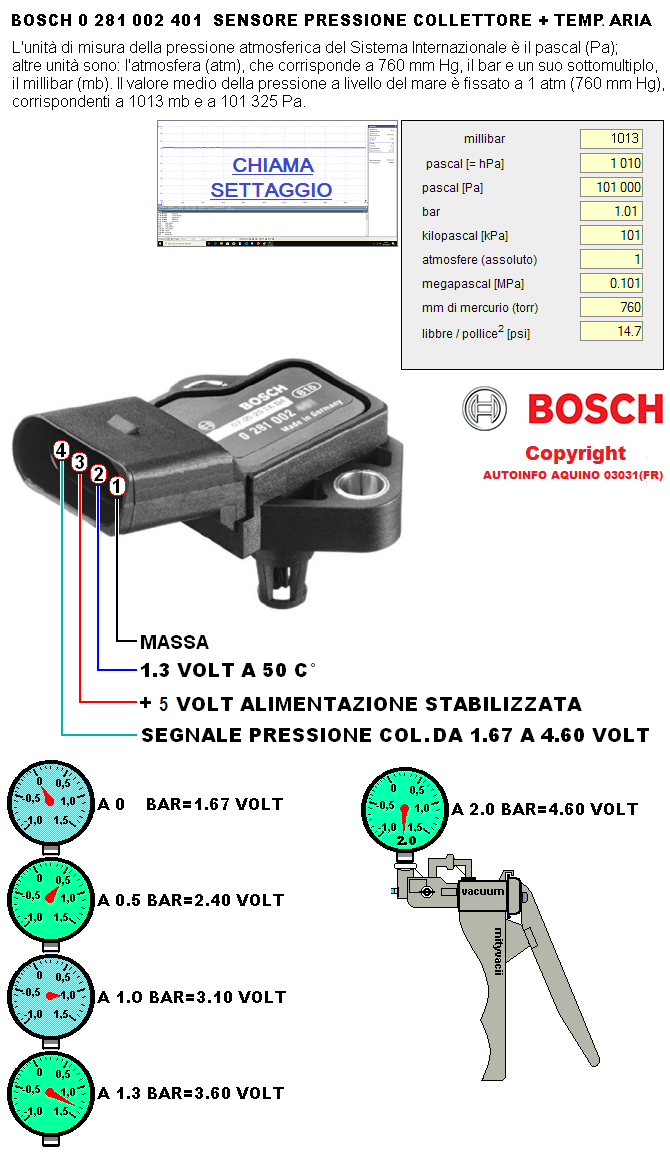 BOSCH 0 281 002 401 SENSORE PRESSIONE COLLETTORE + TEMP. ARIA
L'unità di misura della pressione atmosferica del Sistema Internazionale è il pascal (Pa);
altre unità sono: l'atmosfera (atm), che corrisponde a 760 mm Hg, il bar e un suo sottomultiplo,
il millibar (mb). Il valore medio della pressione a livello del mare è fissato a 1 atm (760 mm Hg),
corrispondenti a 1013 mb e a 101 325 Pa.
CHIAMA
SETTAGGIO
millibar 1013
pascal [= hPa) 1 010
pascal [Pa) 101 000
bar 1.01
kilopascal [kPa) 101
atmosfere (assoluto) 1
megapascal [MPa) 0.101
mm di mercurio (torr) 760
libbre / pollice2 [psi) 14.7
BOSCH
816
0 281 002
Made in Germany
BOSCH
Copyright
AUTOINFO AQUINO 03031(FR)
4
3
2
1
MASSA
1.3 VOLT A 50 C°
+ 5 VOLT ALIMENTAZIONE STABILIZZATA
SEGNALE PRESSIONE COL.DA 1.67 A 4.60 VOLT
0 0,5
-0,5 1,0
-1,0 1,5
A 0 BAR=1.67 VOLT
0 0,5
-0,5 1,0
-1,0 1,5
2.0
A 2.0 BAR=4.60 VOLT
0 0,5
-0,5 1,0
-1,0 1,5
A 0.5 BAR=2.40 VOLT
vacuum
mityvacii
0 0,5
-0,5 1,0
-1,0 1,5
A 1.O BAR=3.10 VOLT
0 0,5
-0,5 1,0
-1,0 1,5
A 1.3 BAR=3.60 VOLT